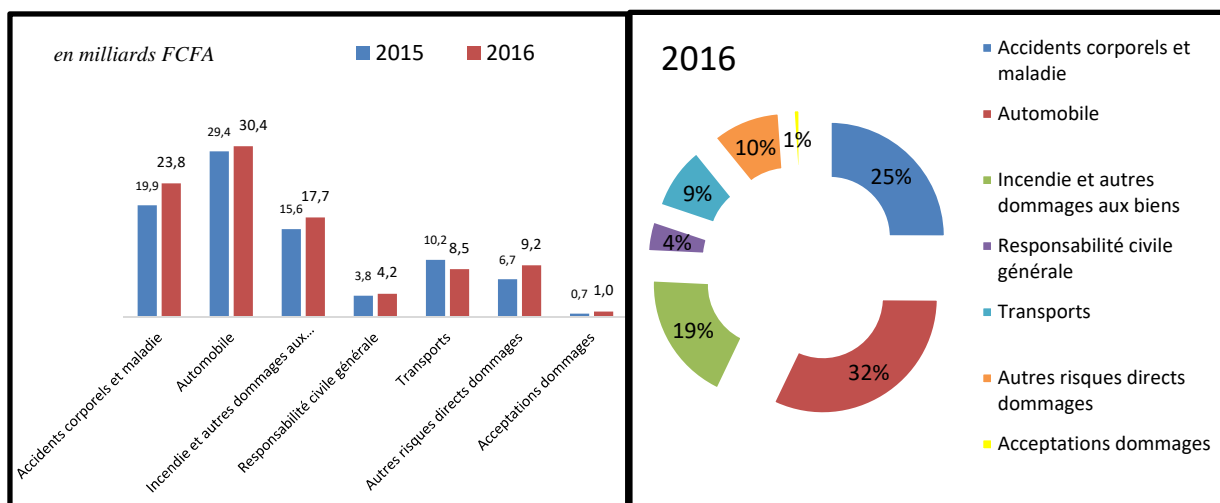 en milliards FCFA
2015
2016
19,9
23,8
29,4
30,4
15,6
17,7
3,8
4,2
10,2
8,5
6,7
9,2
0,7
1,0
Accidents corporels et maladie
Automobile
Incendie et autres dommages aux...
Responsabilité civile générale
Transports
Autres risques directs dommages
Acceptations dommages
2016
25%
32%
19%
4%
9%
10%
1%
Accidents corporels et
maladie
Automobile
Incendie et autres
dommages aux biens
Responsabilité civile
générale
Transports
Autres risques directs
dommages
Acceptations dommages